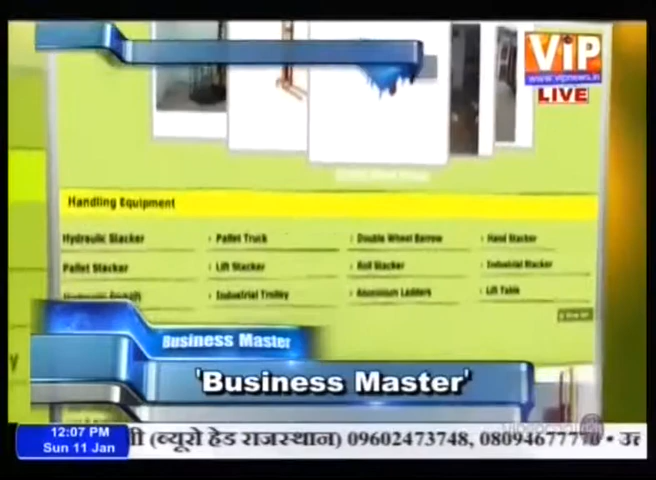 ViP
www.vipnews.in
LIVE
Handling Equipment
Hydraulic Stacker
Pallet Truck
Double Wheel Barrow
Hand Stacker
Pallet Stacker
Lift Stacker
Roll Stacker
Industrial Stacker
Industrial Trolley
Aluminium Ladders
Lift Table
Business Master
'Business Master'
12:07 PM
Sun 11 Jan
(ब्यूरो हेड राजस्थान) 09602473748,